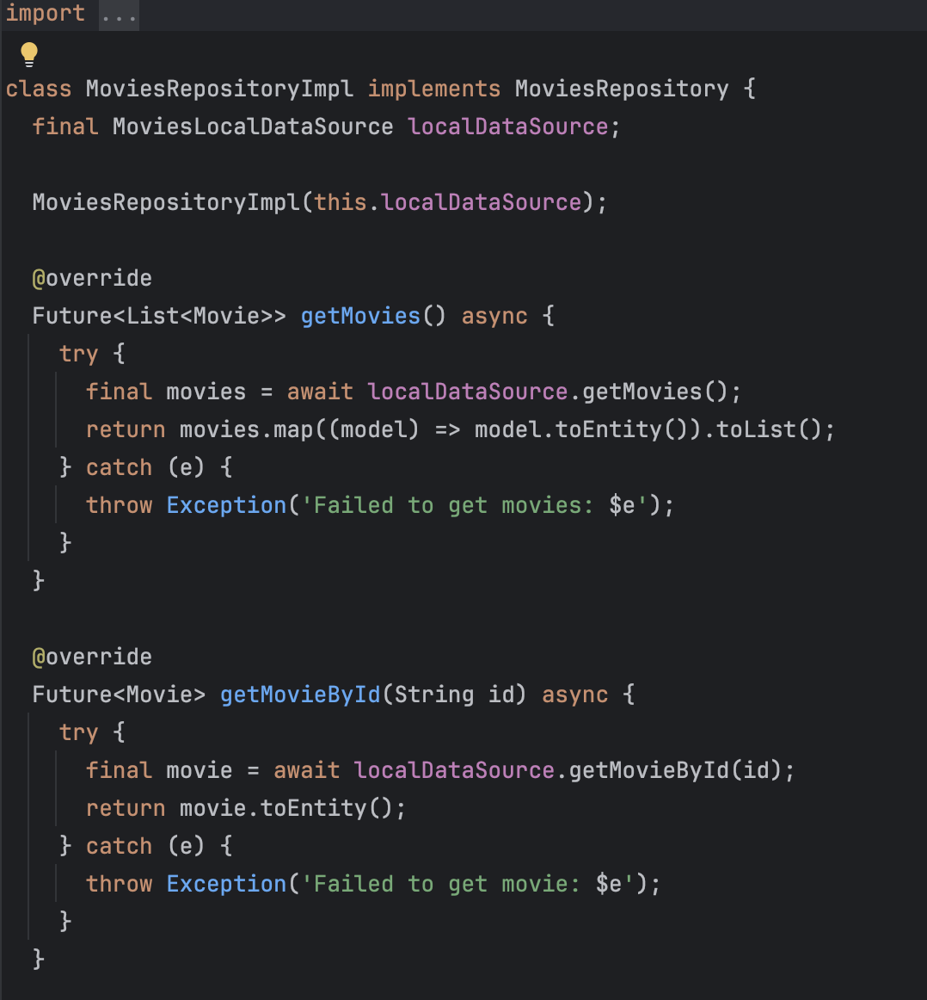 import ...
class MoviesRepositoryImpl implements MoviesRepository {
final MoviesLocalDataSource localDataSource;
MoviesRepositoryImpl(this.localDataSource);
@override
Future<List<Movie>> getMovies() async {
try {
final movies = await localDataSource.getMovies();
return movies.map((model) => model.toEntity()).toList();
} catch (e) {
throw Exception('Failed to get movies: $e');
}
}
@override
Future<Movie> getMovieById(String id) async {
try {
final movie = await localDataSource.getMovieById(id);
return movie.toEntity();
} catch (e) {
throw Exception('Failed to get movie: $e');
}
}